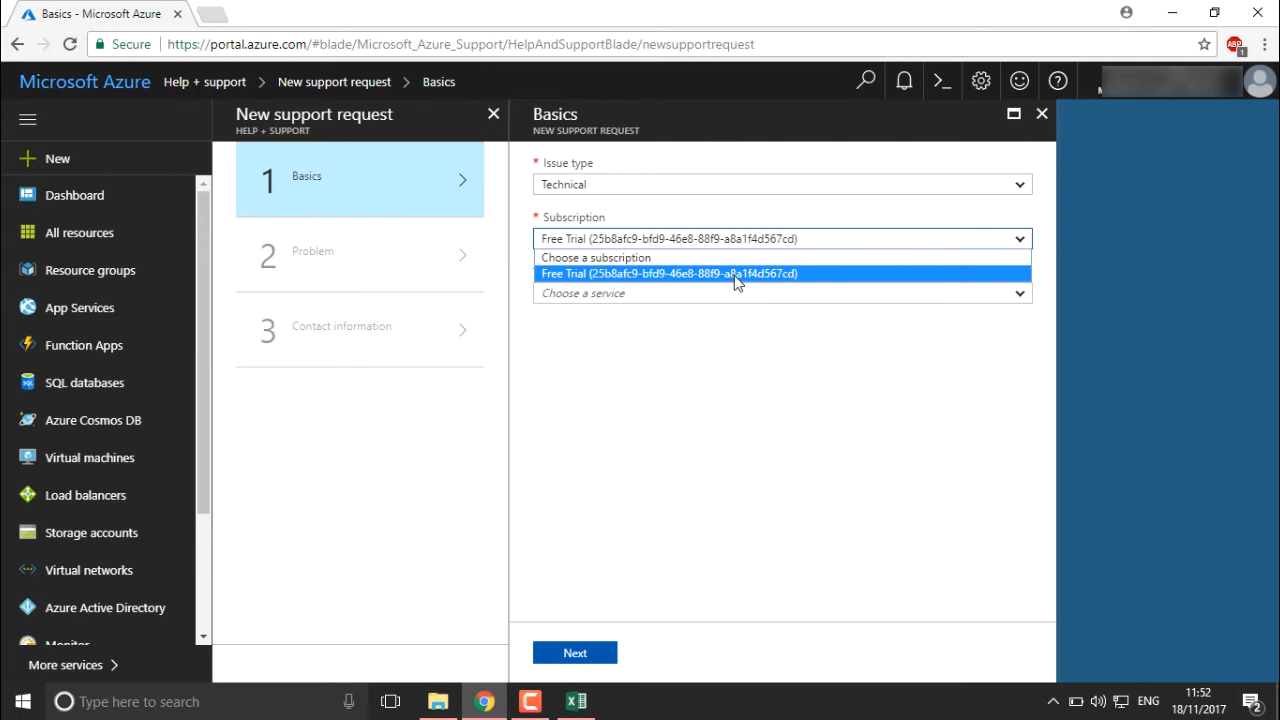 Basics - Microsoft Azure
Secure https://portal.azure.com/#blade/Microsoft_Azure_Support/HelpAndSupportBlade/newsupportrequest
ABP
1
Microsoft Azure Help + support > New support request > Basics
New
Dashboard
All resources
Resource groups
App Services
Function Apps
SQL databases
Azure Cosmos DB
Virtual machines
Load balancers
Storage accounts
Virtual networks
Azure Active Directory
Monitor
More services
New support request
HELP + SUPPORT
1 Basics
2 Problem
3 Contact information
Basics
NEW SUPPORT REQUEST
* Issue type
Technical
* Subscription
Free Trial (25b8afc9-bfd9-46e8-88f9-a8a1f4d567cd)
Choose a subscription
Free Trial (25b8afc9-bfd9-46e8-88f9-a8a1f4d567cd)
Choose a service
Next
Type here to search
ENG
11:52
18/11/2017
2